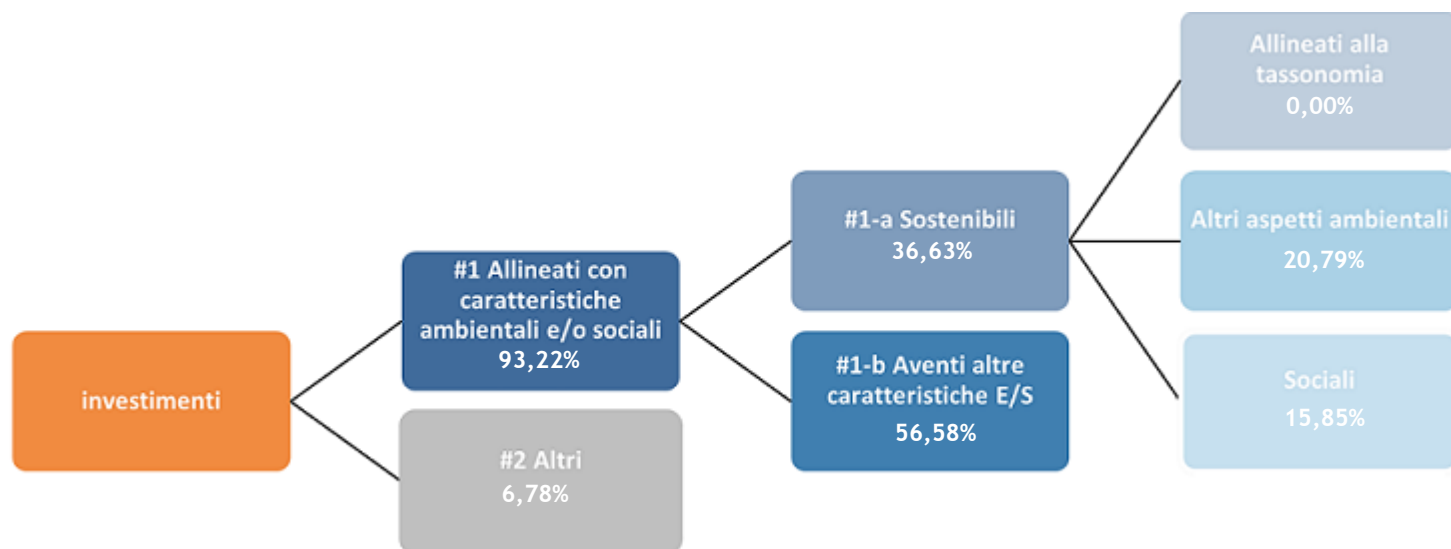 investimenti
#1 Allineati con
caratteristiche
ambientali e/o sociali
93,22%
#2 Altri
6,78%
#1-a Sostenibili
36,63%
#1-b Aventi altre
caratteristiche E/S
56,58%
Allineati alla
tassonomia
0,00%
Altri aspetti ambientali
20,79%
Sociali
15,85%